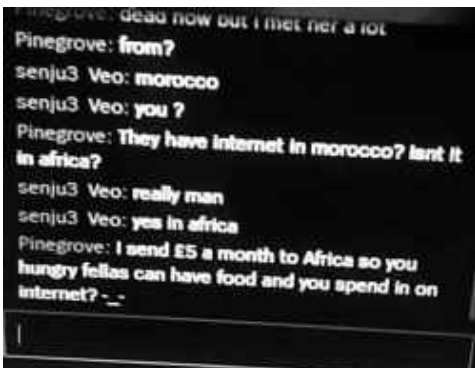 Pinegrove: dead now but i met her a lot
Pinegrove: from?
senju3 Veo: morocco
senju3 Veo: you ?
Pinegrove: They have internet in morocco? Isnt it
in africa?
senju3 Veo: really man
senju3 Veo: yes in africa
Pinegrove: I send £5 a month to Africa so you
hungry fellas can have food and you spend in on
internet? -_-